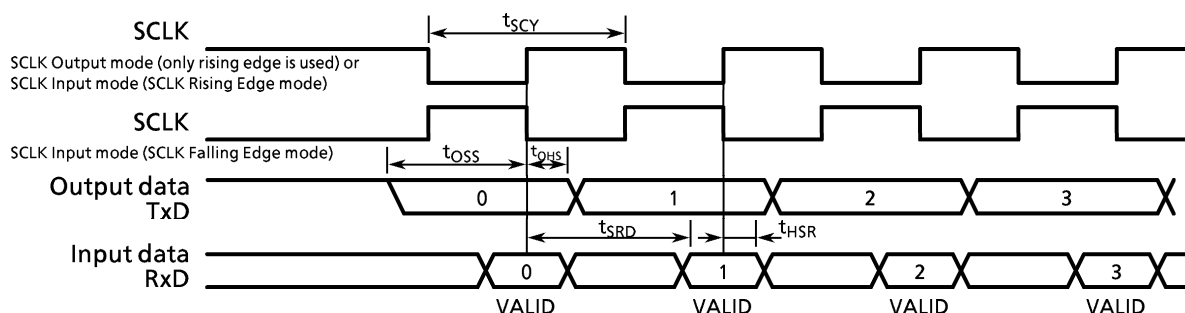 tSCY
SCLK
SCLK Output mode (only rising edge is used) or
SCLK Input mode (SCLK Rising Edge mode)
SCLK
SCLK Input mode (SCLK Falling Edge mode)
tOSS
tOHS
Output data
TxD
0
1
2
3
tSRD
tHSR
Input data
RxD
0
1
2
3
VALID
VALID
VALID
VALID